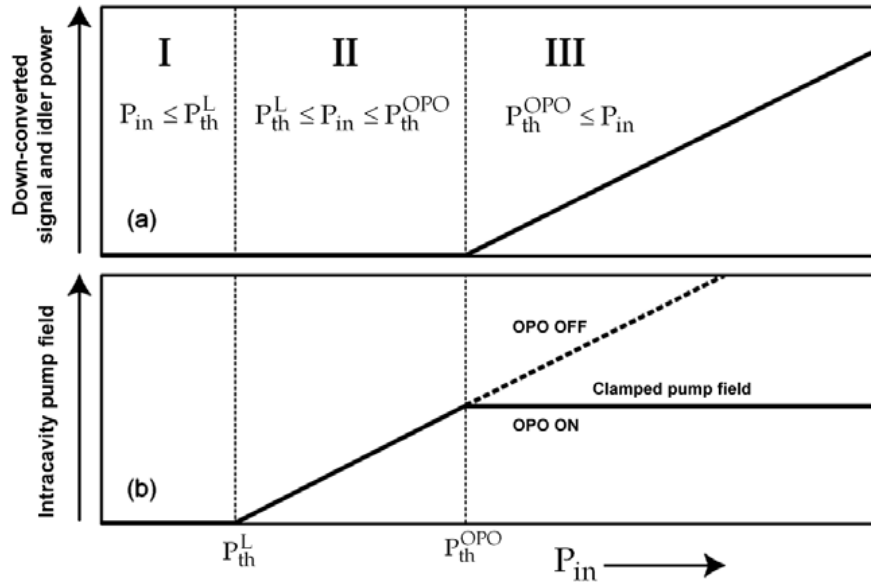 Down-converted
signal and idler power
I
II
III
P_in ≤ P_th^L
P_th^L ≤ P_in ≤ P_th^OPO
P_th^OPO ≤ P_in
(a)
Intracavity pump field
OPO OFF
Clamped pump field
OPO ON
(b)
P_th^L
P_th^OPO
P_in